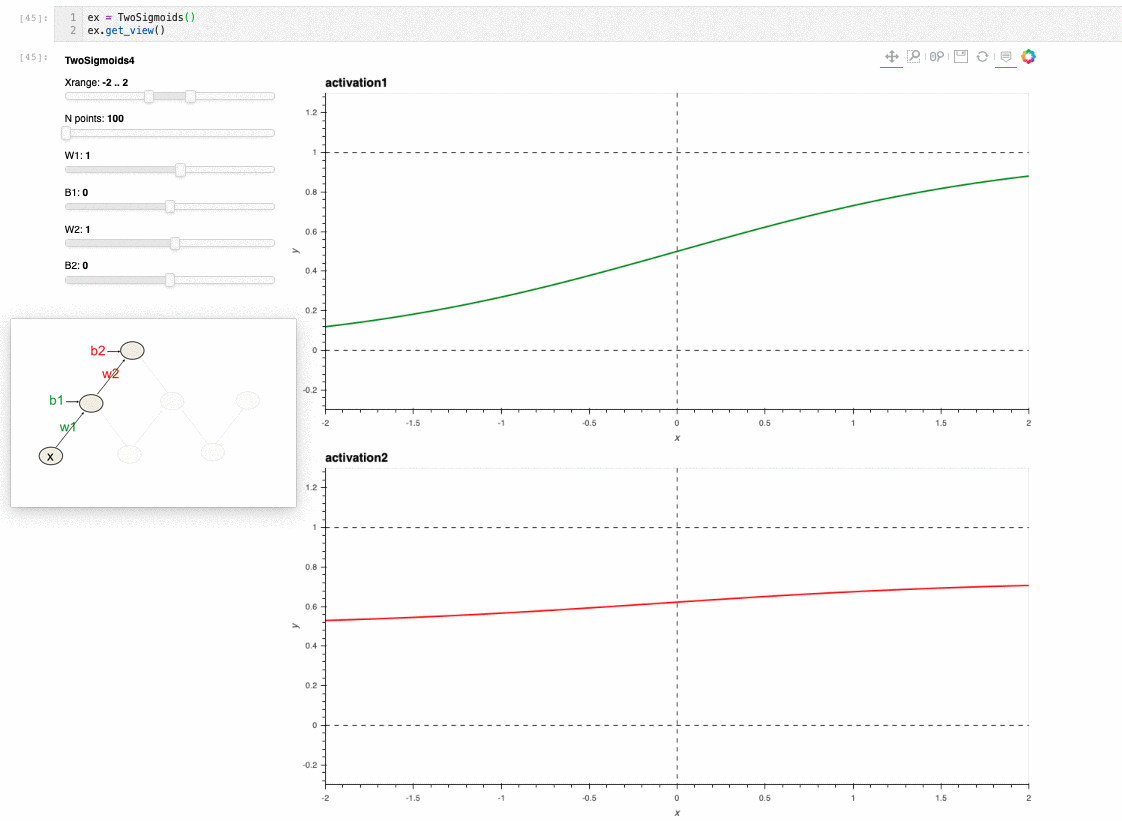 [45]:
1 ex = TwoSigmoids()
2 ex.get_view()
[45]:
TwoSigmoids4
Xrange: -2 .. 2
N points: 100
W1: 1
B1: 0
W2: 1
B2: 0
b2
w2
b1
w1
x
activation1
1.2
1
0.8
0.6
0.4
0.2
0
-0.2
y
-2 -1.5 -1 -0.5 0 0.5 1 1.5 2
x
activation2
1.2
1
0.8
0.6
0.4
0.2
0
-0.2
y
-2 -1.5 -1 -0.5 0 0.5 1 1.5 2
x